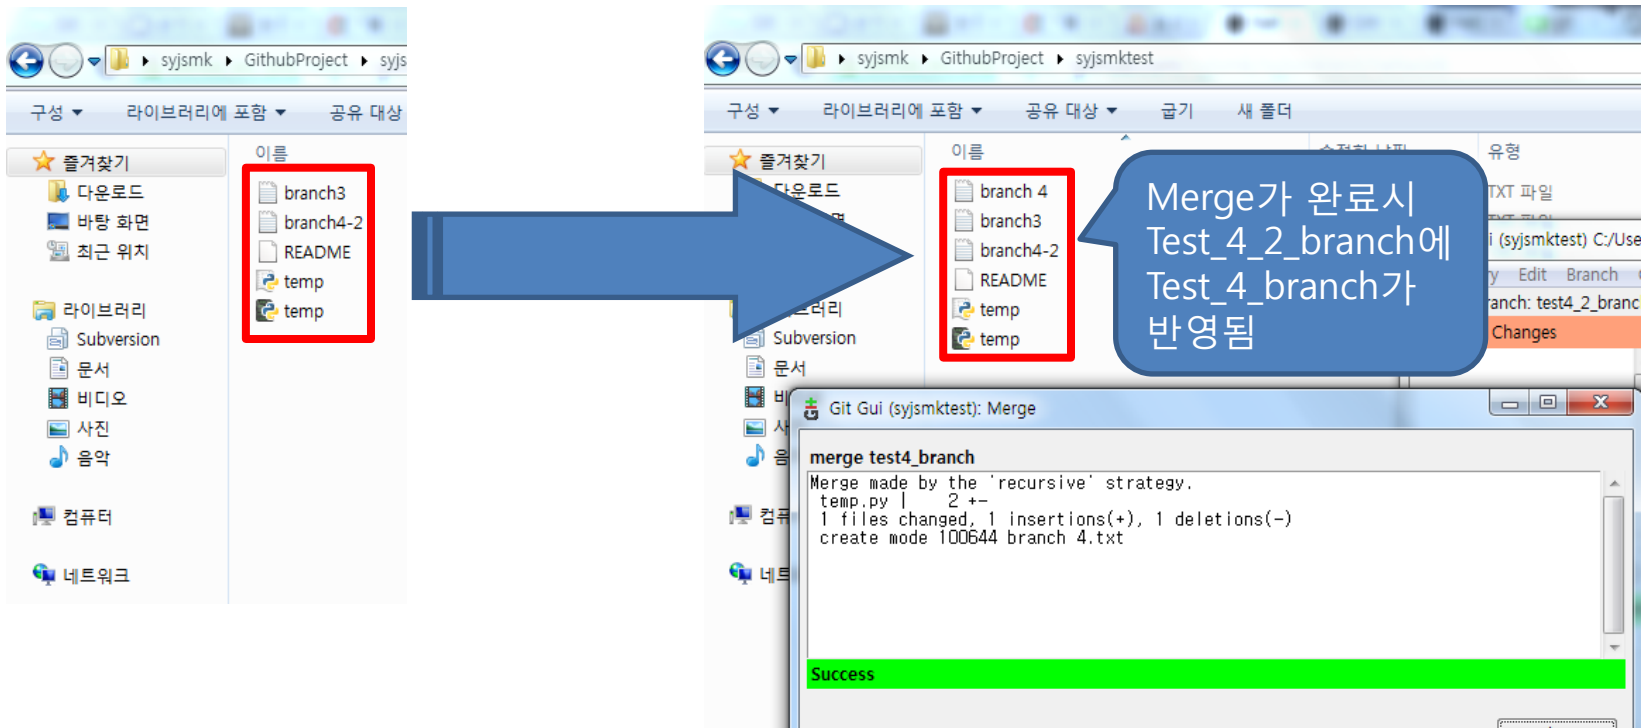 syjsmk GithubProject syjs
구성 라이브러리에 포함 공유 대상
즐겨찾기
다운로드
바탕 화면
최근 위치
라이브러리
Subversion
문서
비디오
사진
음악
컴퓨터
네트워크
이름
branch3
branch4-2
README
temp
temp
syjsmk GithubProject syjsmktest
구성 라이브러리에 포함 공유 대상 굽기 새 폴더
즐겨찾기
Subversion
문서
이름
유형
branch 4
branch3
branch4-2
README
temp
temp
TXT 파일
Merge가 완료시
Test_4_2_branch에
Test_4_branch가
반영됨
i (syjsmktest) C:/Use
y Edit Branch
ranch: test4_2_branc
Changes
Git Gui (syjsmktest): Merge
merge test4_branch
Merge made by the 'recursive' strategy.
temp.py | 2 +-
1 files changed, 1 insertions(+), 1 deletions(-)
create mode 100644 branch 4.txt
Success